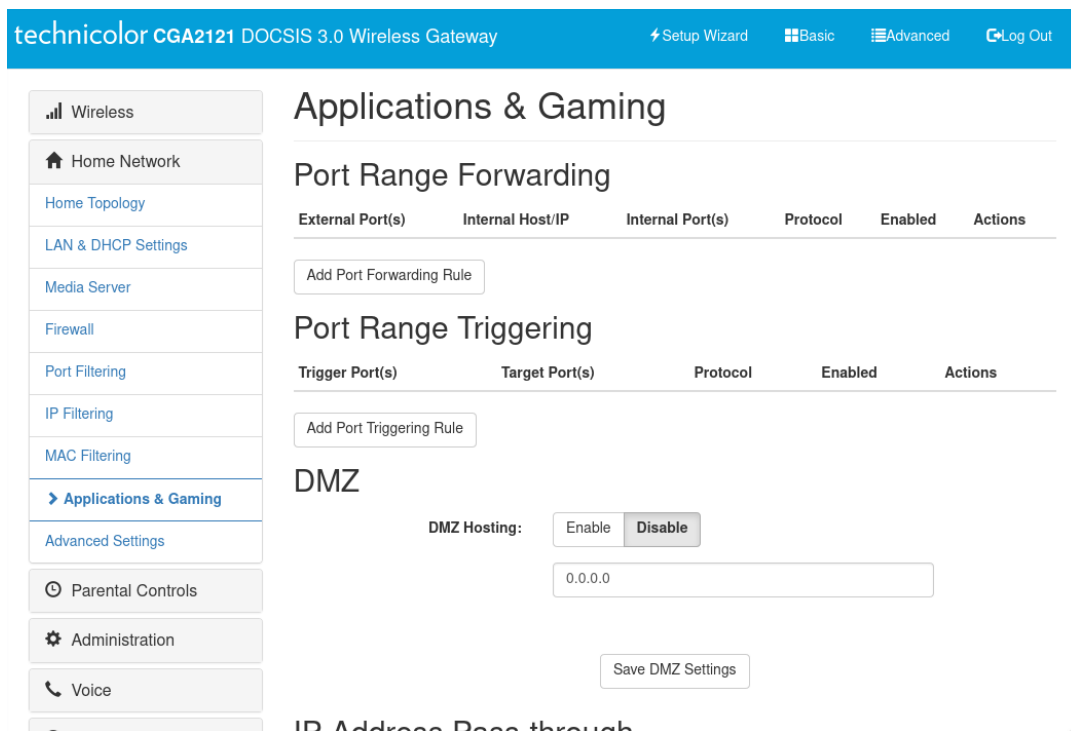 technicolor CGA2121 DOCSIS 3.0 Wireless Gateway
Setup Wizard
Basic
Advanced
Log Out
Wireless
Home Network
Home Topology
LAN & DHCP Settings
Media Server
Firewall
Port Filtering
IP Filtering
MAC Filtering
Applications & Gaming
Advanced Settings
Parental Controls
Administration
Voice
Applications & Gaming
Port Range Forwarding
External Port(s) Internal Host/IP Internal Port(s) Protocol Enabled Actions
Add Port Forwarding Rule
Port Range Triggering
Trigger Port(s) Target Port(s) Protocol Enabled Actions
Add Port Triggering Rule
DMZ
DMZ Hosting: Enable Disable
0.0.0.0
Save DMZ Settings
IP Address Pass-through